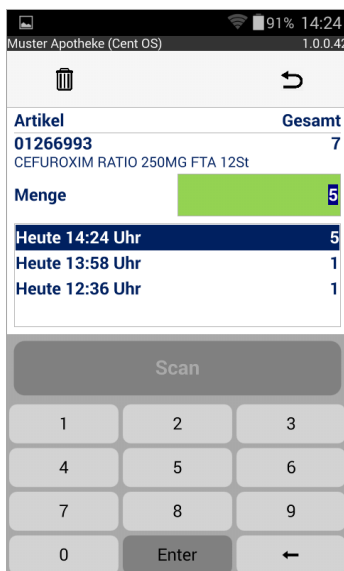 91% 14:24
Muster Apotheke (Cent OS) 1.0.0.42
Artikel Gesamt
01266993 7
CEFUROXIM RATIO 250MG FTA 12St
Menge 5
Heute 14:24 Uhr 5
Heute 13:58 Uhr 1
Heute 12:36 Uhr 1
Scan
1 2 3
4 5 6
7 8 9
0 Enter